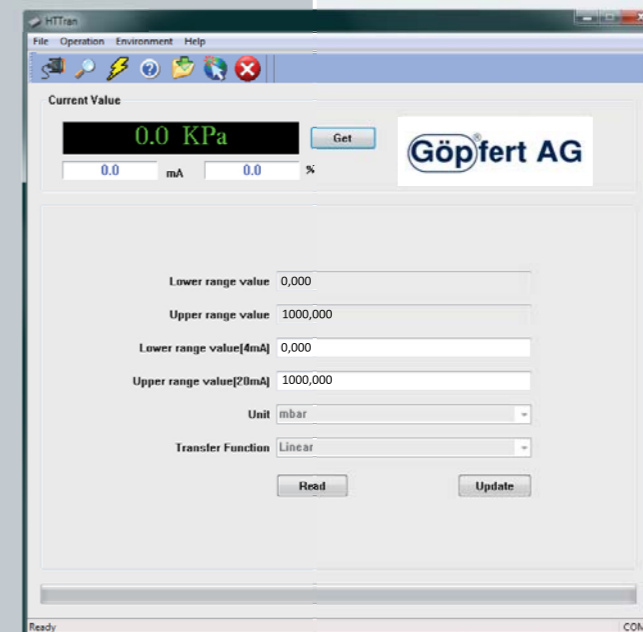 HTTran
File Operation Environment Help
Current Value
0.0 KPa
Get
0.0 mA 0.0 %
Göpfert AG
®
Lower range value 0,000
Upper range value 1000,000
Lower range value[4mA] 0,000
Upper range value[20mA] 1000,000
Unit mbar
Transfer Function Linear
Read Update
Ready